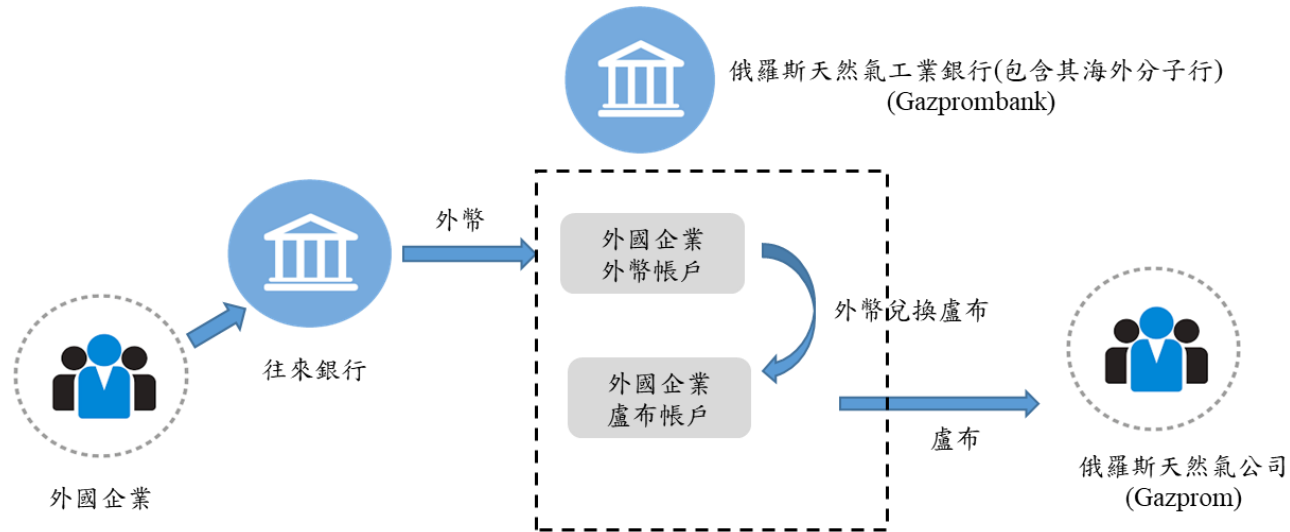 俄羅斯天然氣工業銀行(包含其海外分子行)
(Gazprombank)
外幣
外國企業
外幣帳戶
外幣兌換盧布
往來銀行
外國企業
盧布帳戶
盧布
外國企業
俄羅斯天然氣公司
(Gazprom)